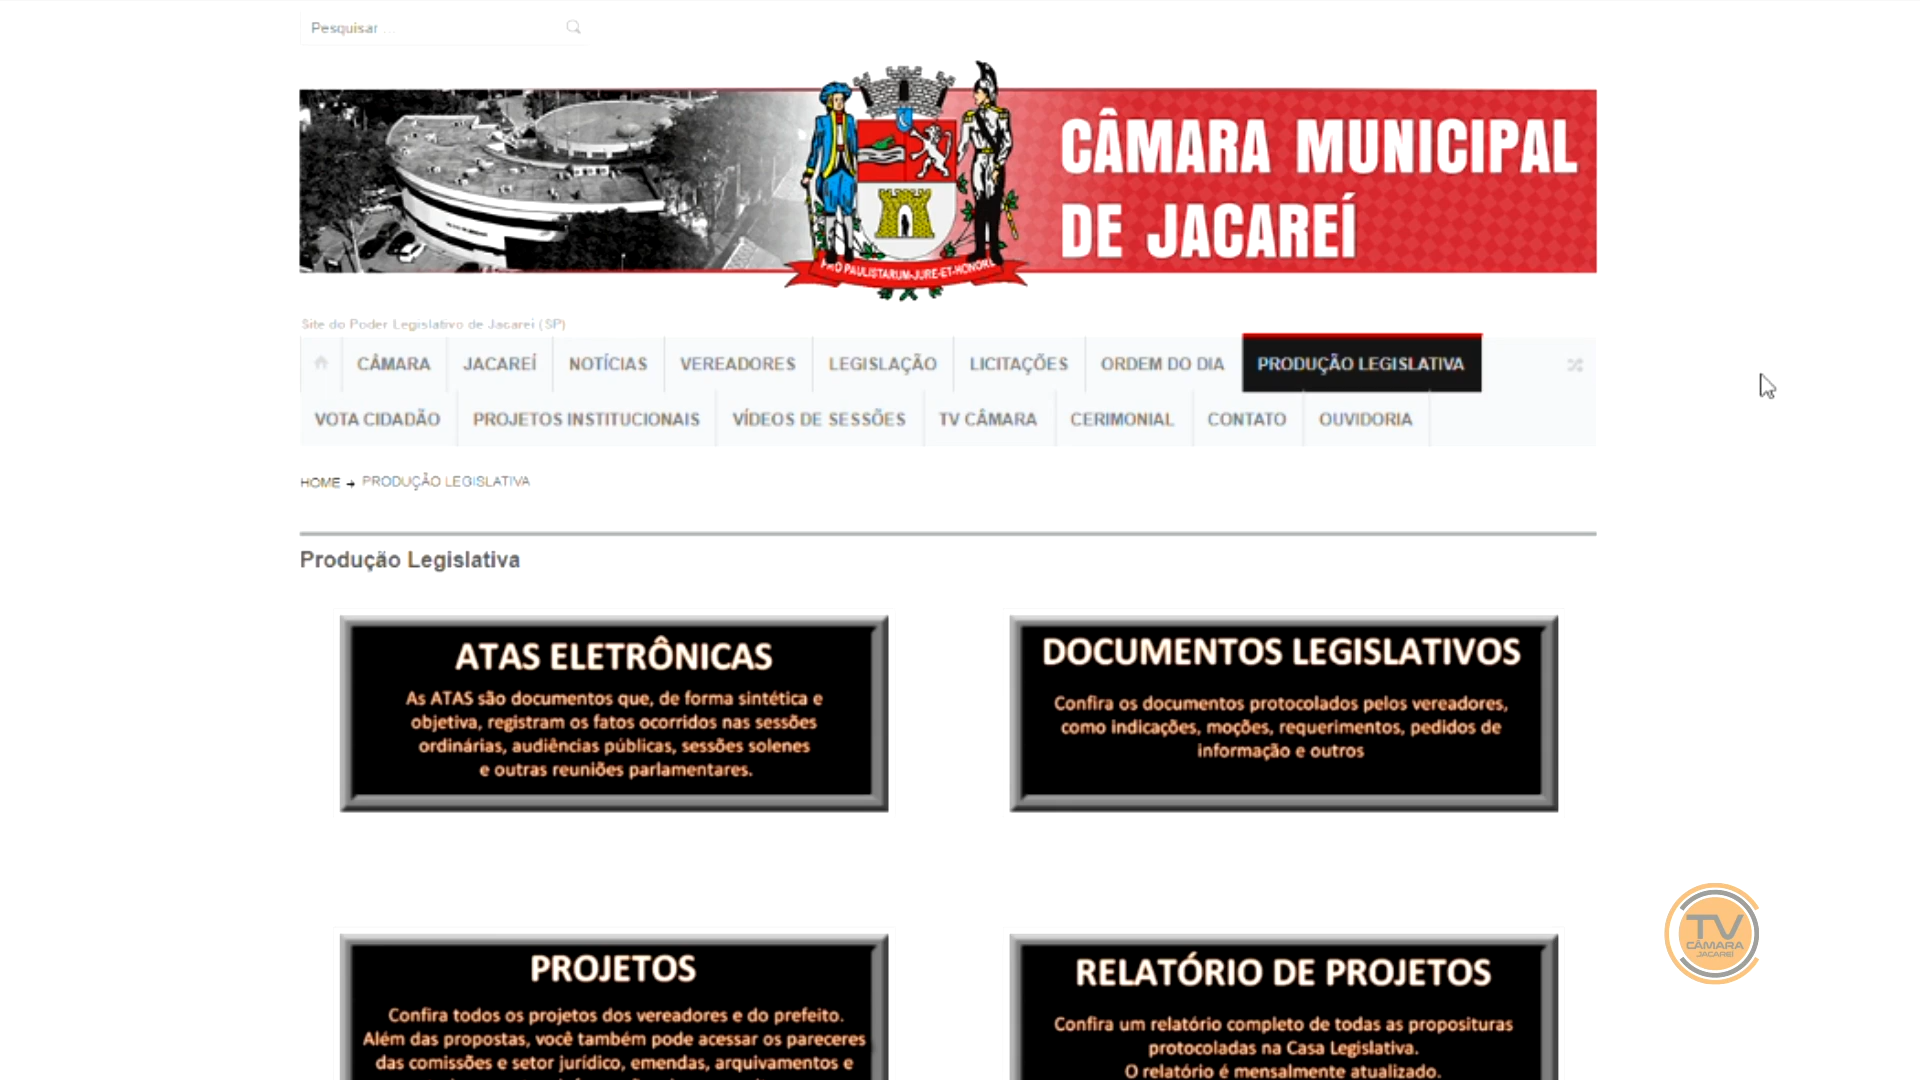 Pesquisar ...
CÂMARA MUNICIPAL
DE JACAREÍ
PRO PAULISTARUM-JURE-ET-HONORE
Site do Poder Legislativo de Jacareí (SP)
CÂMARA JACAREÍ NOTÍCIAS VEREADORES LEGISLAÇÃO LICITAÇÕES ORDEM DO DIA PRODUÇÃO LEGISLATIVA
VOTA CIDADÃO PROJETOS INSTITUCIONAIS VÍDEOS DE SESSÕES TV CÂMARA CERIMONIAL CONTATO OUVIDORIA
HOME → PRODUÇÃO LEGISLATIVA
Produção Legislativa
ATAS ELETRÔNICAS
As ATAS são documentos que, de forma sintética e
objetiva, registram os fatos ocorridos nas sessões
ordinárias, audiências públicas, sessões solenes
e outras reuniões parlamentares.
DOCUMENTOS LEGISLATIVOS
Confira os documentos protocolados pelos vereadores,
como indicações, moções, requerimentos, pedidos de
informação e outros
PROJETOS
Confira todos os projetos dos vereadores e do prefeito.
Além das propostas, você também pode acessar os pareceres
das comissões e setor jurídico, emendas, arquivamentos e
RELATÓRIO DE PROJETOS
Confira um relatório completo de todas as proposituras
protocoladas na Casa Legislativa.
O relatório é mensalmente atualizado.
TV
CÂMARA
JACAREÍ